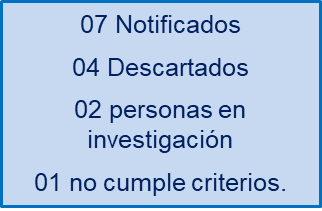 07 Notificados
04 Descartados
02 personas en
investigación
01 no cumple criterios.